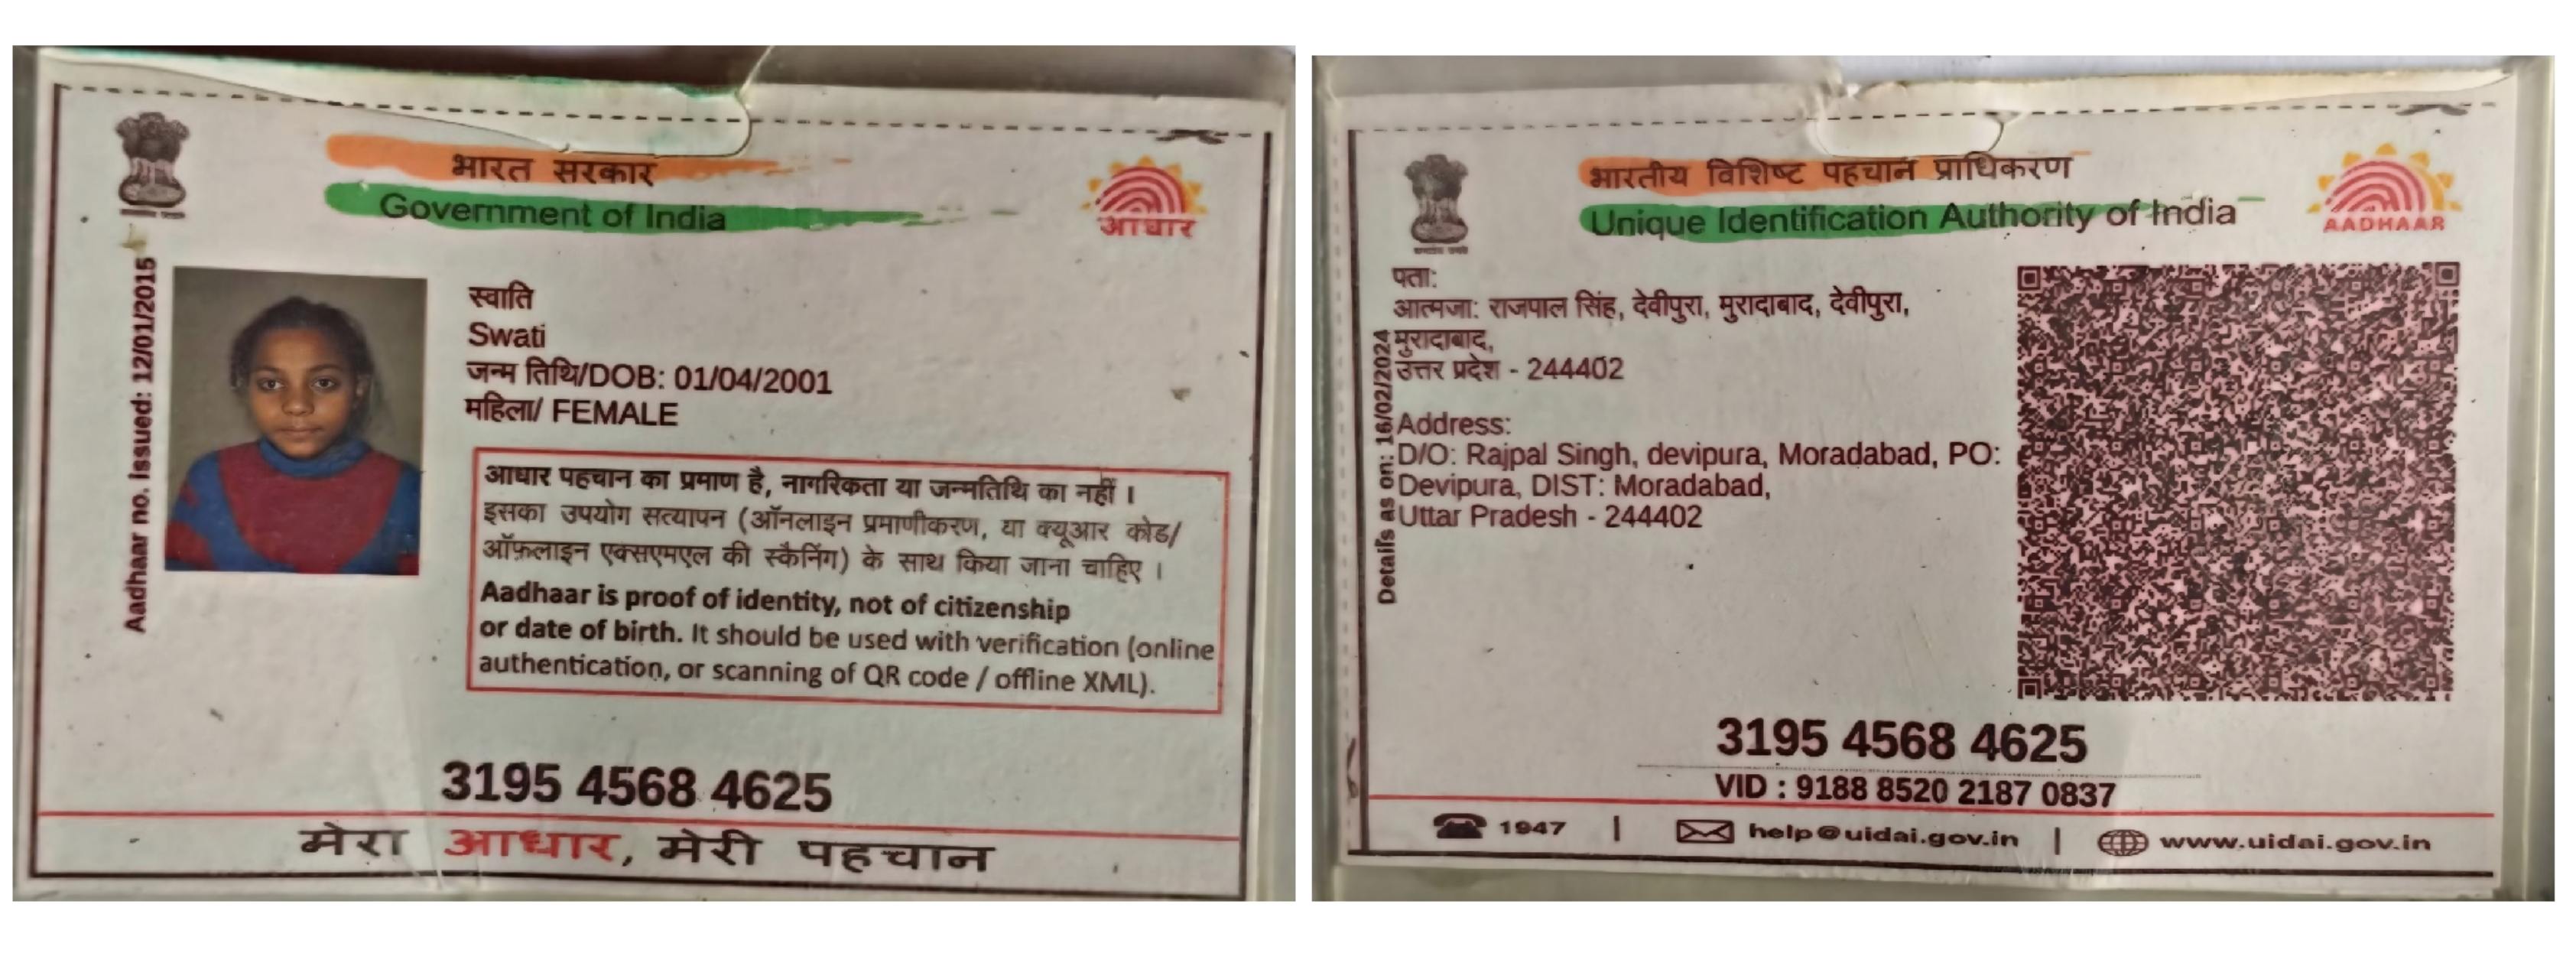 भारत सरकार
Government of India
आधार
Aadhaar no. issued: 12/01/2015
स्वाति
Swati
जन्म तिथि/DOB: 01/04/2001
महिला/ FEMALE
आधार पहचान का प्रमाण है, नागरिकता या जन्मतिथि का नहीं ।
इसका उपयोग सत्यापन (ऑनलाइन प्रमाणीकरण, या क्यूआर कोड/
ऑफ़लाइन एक्सएमएल की स्कैनिंग) के साथ किया जाना चाहिए ।
Aadhaar is proof of identity, not of citizenship
or date of birth. It should be used with verification (online
authentication, or scanning of QR code / offline XML).
3195 4568 4625
मेरा आधार, मेरी पहचान
भारतीय विशिष्ट पहचान प्राधिकरण
Unique Identification Authority of India
AADHAAR
Details as on: 16/02/2024
पता:
आत्मजा: राजपाल सिंह, देवीपुरा, मुरादाबाद, देवीपुरा,
मुरादाबाद,
उत्तर प्रदेश - 244402
Address:
D/O: Rajpal Singh, devipura, Moradabad, PO:
Devipura, DIST: Moradabad,
Uttar Pradesh - 244402
3195 4568 4625
VID : 9188 8520 2187 0837
1947 | help@uidai.gov.in | www.uidai.gov.in